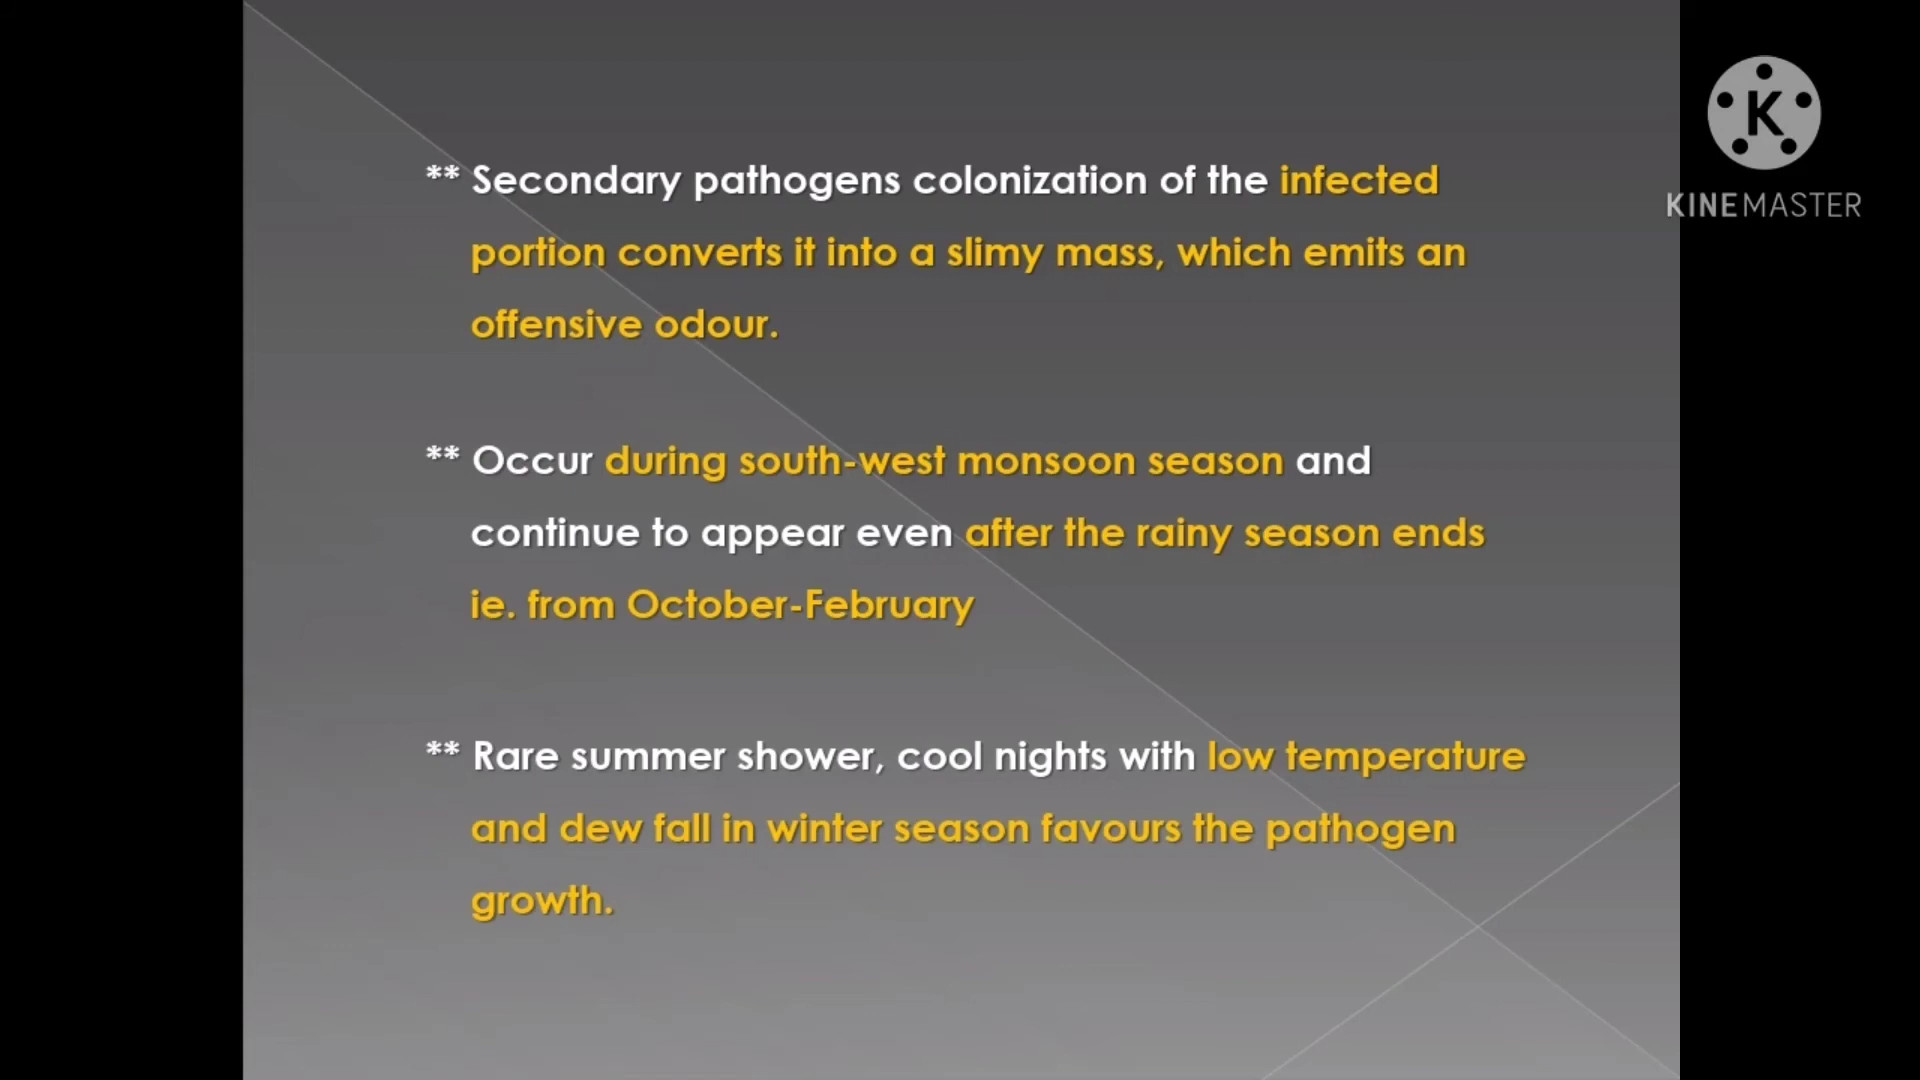 ** Secondary pathogens colonization of the infected
portion converts it into a slimy mass, which emits an
offensive odour.
** Occur during south-west monsoon season and
continue to appear even after the rainy season ends
ie. from October-February
** Rare summer shower, cool nights with low temperature
and dew fall in winter season favours the pathogen
growth.
K
KINEMASTER